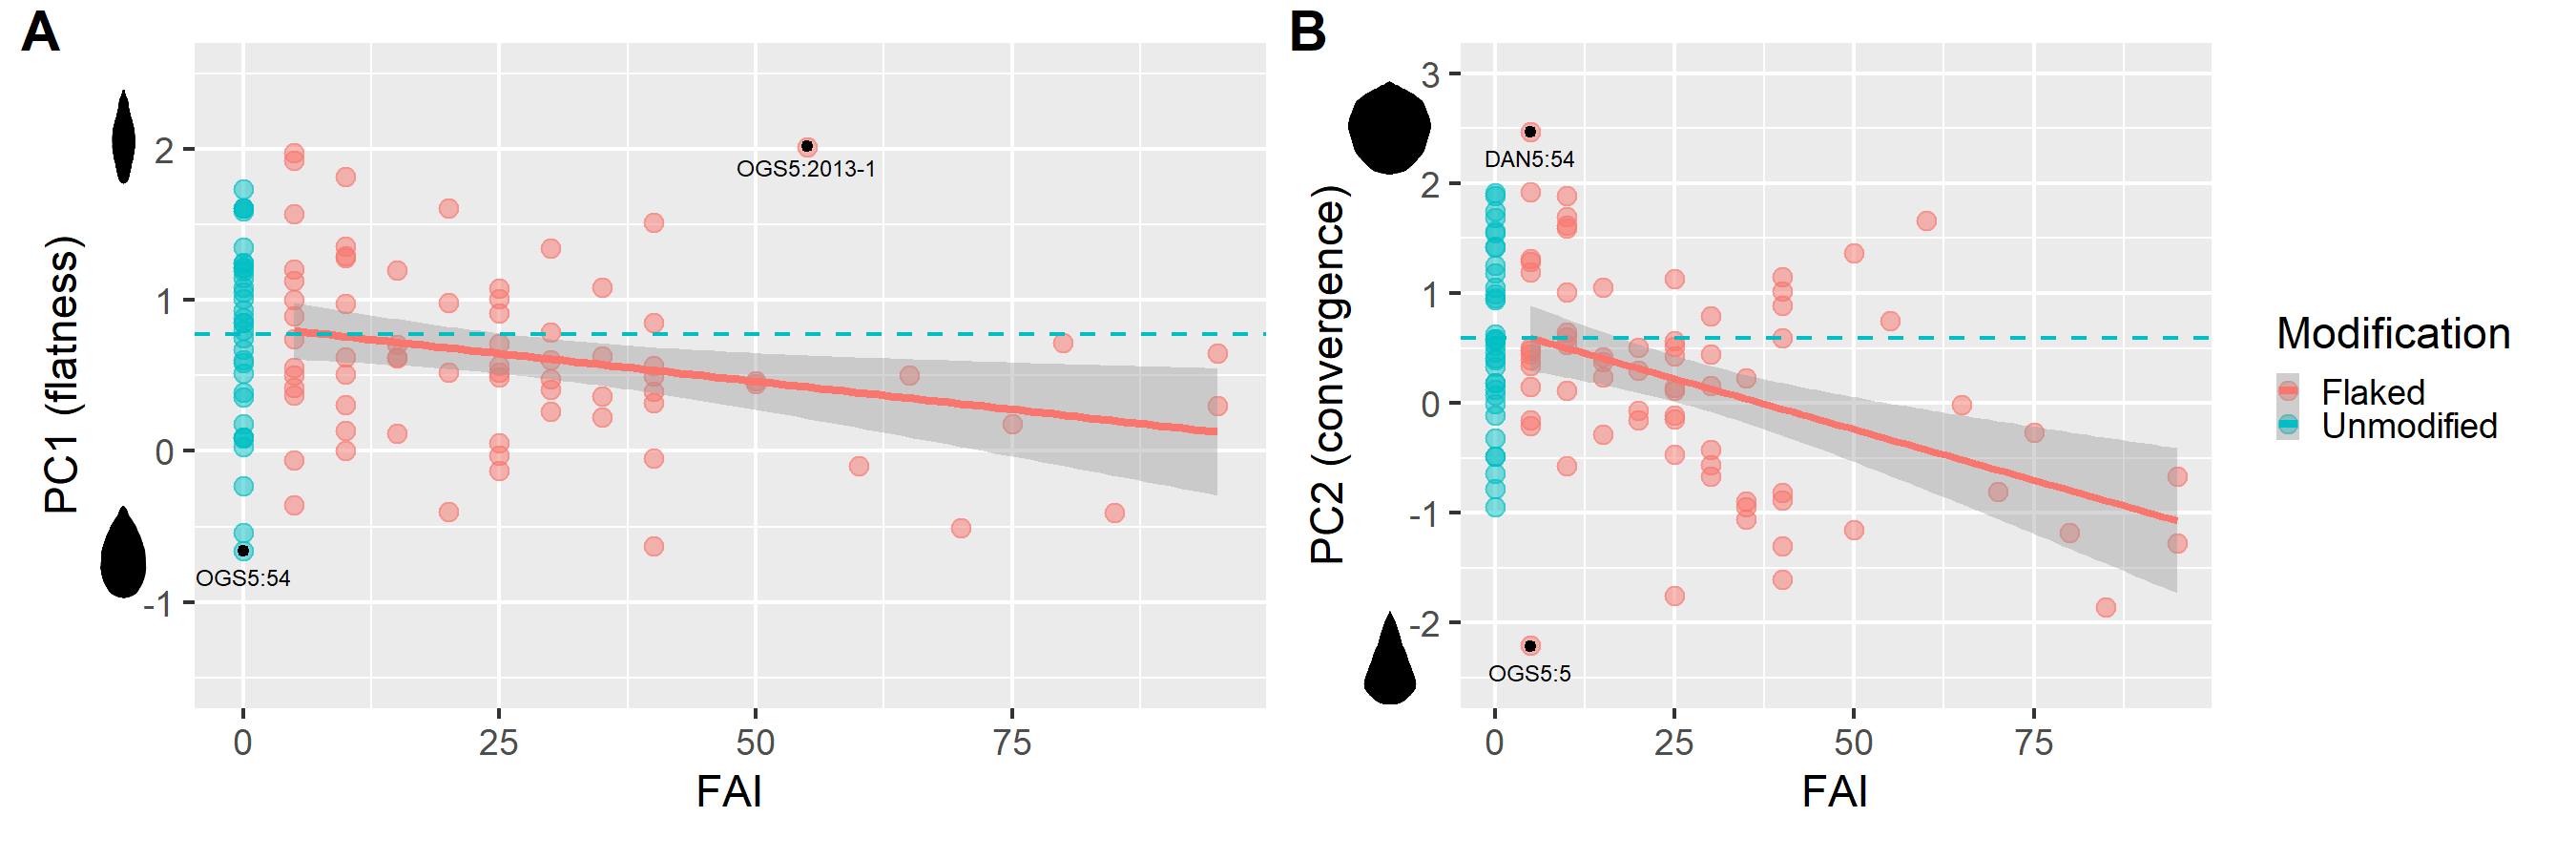 A
PC1 (flatness)
2
1
0
-1
OGS5:2013-1
OGS5:54
0 25 50 75
FAI
B
PC2 (convergence)
3
2
1
0
-1
-2
DAN5:54
OGS5:5
0 25 50 75
FAI
Modification
Flaked
Unmodified